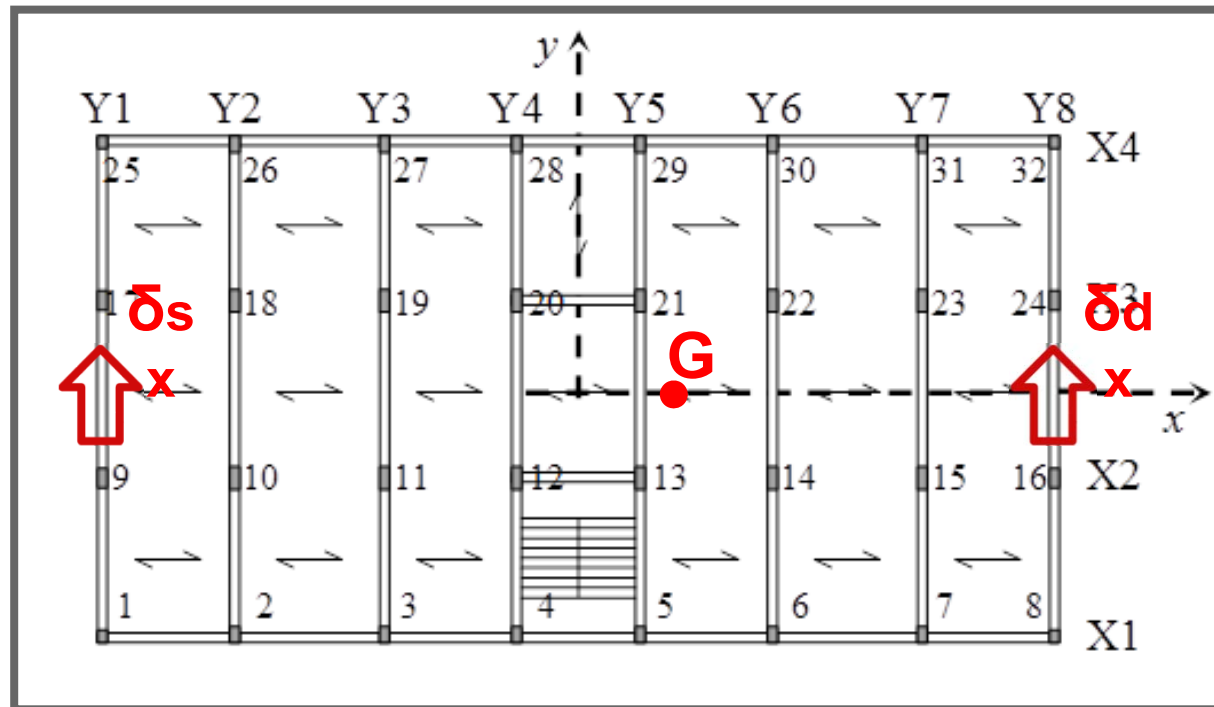 y
Y1 Y2 Y3 Y4 Y5 Y6 Y7 Y8
X4
25 26 27 28 29 30 31 32
17 18 19 20 21 22 23 24 X3
δs δd
G
x x
x
9 10 11 12 13 14 15 16 X2
1 2 3 4 5 6 7 8
X1